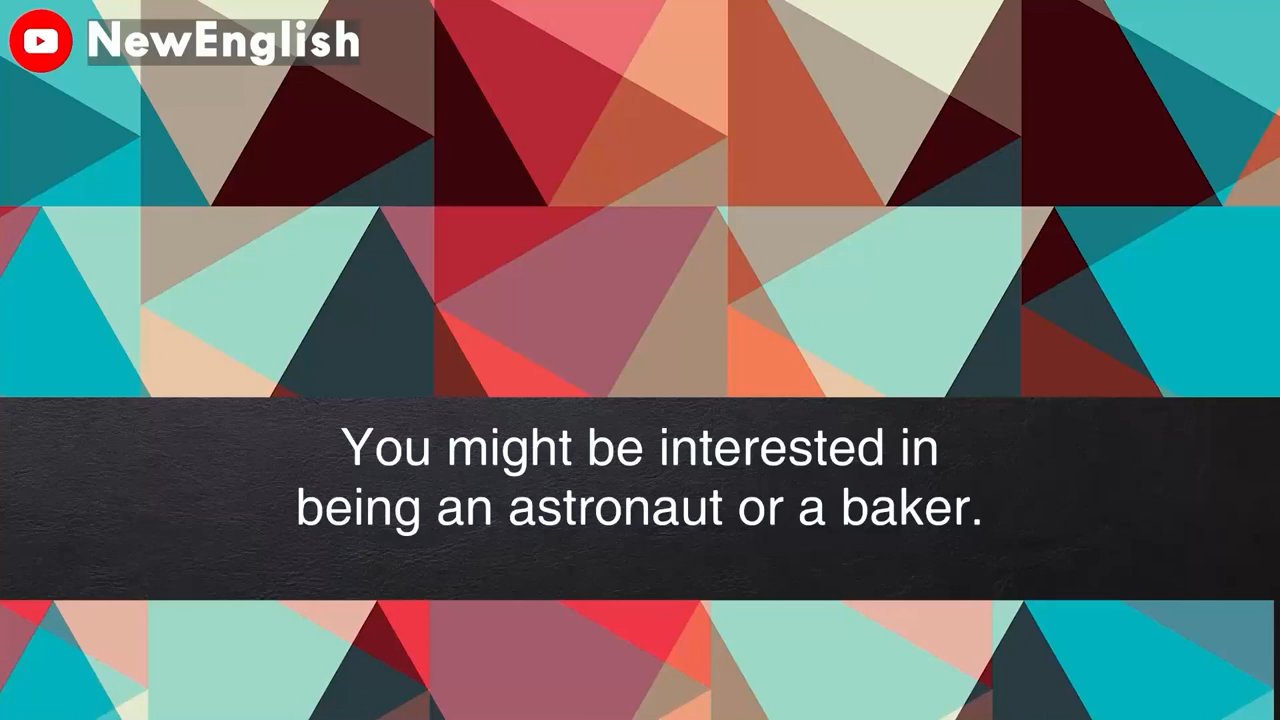 NewEnglish
You might be interested in
being an astronaut or a baker.